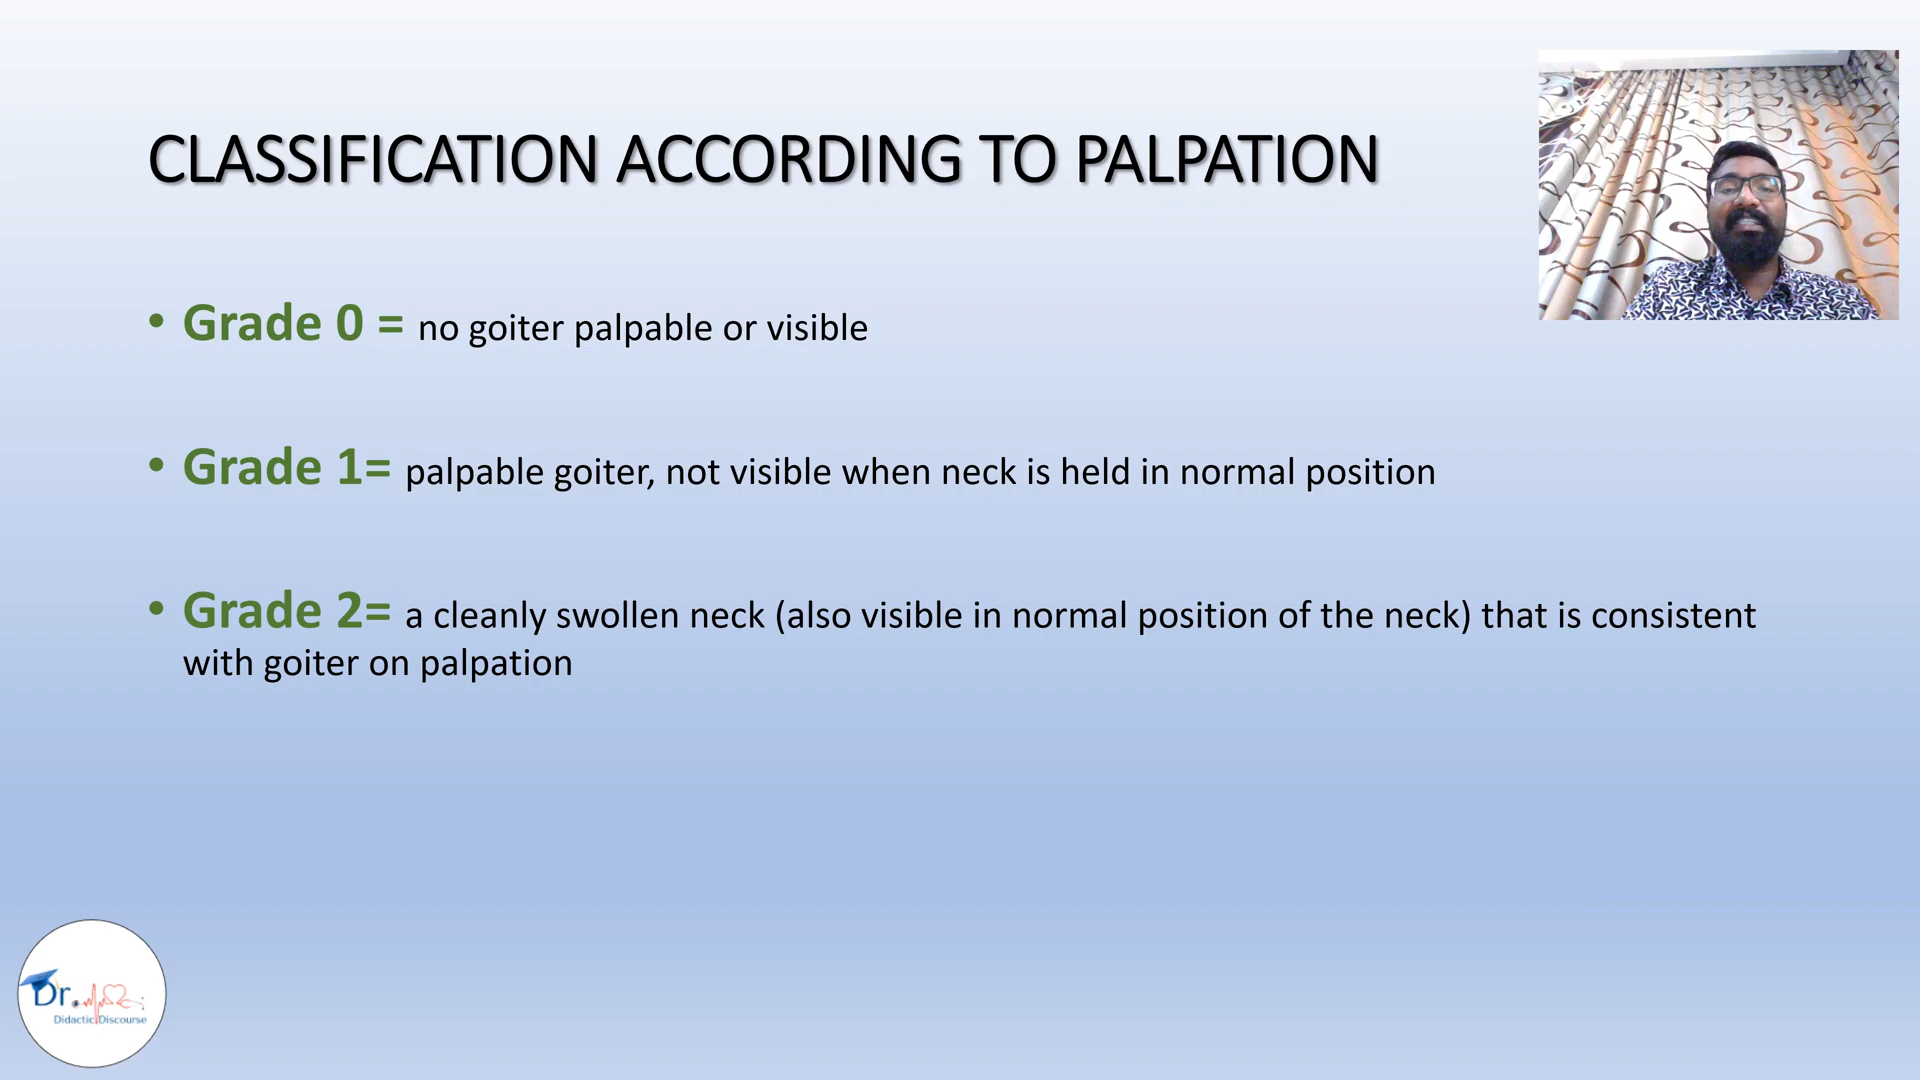 CLASSIFICATION ACCORDING TO PALPATION
• Grade 0 = no goiter palpable or visible
• Grade 1= palpable goiter, not visible when neck is held in normal position
• Grade 2= a cleanly swollen neck (also visible in normal position of the neck) that is consistent
with goiter on palpation
Dr.
Didactic Discourse